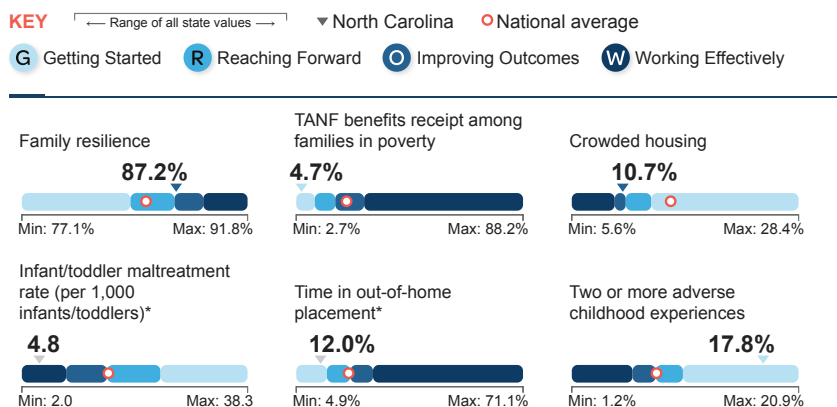 KEY
Range of all state values
North Carolina
National average
G Getting Started
R Reaching Forward
O Improving Outcomes
W Working Effectively
Family resilience
87.2%
Min: 77.1%
Max: 91.8%
TANF benefits receipt among
families in poverty
4.7%
Min: 2.7%
Max: 88.2%
Crowded housing
10.7%
Min: 5.6%
Max: 28.4%
Infant/toddler maltreatment
rate (per 1,000
infants/toddlers)*
4.8
Min: 2.0
Max: 38.3
Time in out-of-home
placement*
12.0%
Min: 4.9%
Max: 71.1%
Two or more adverse
childhood experiences
17.8%
Min: 1.2%
Max: 20.9%